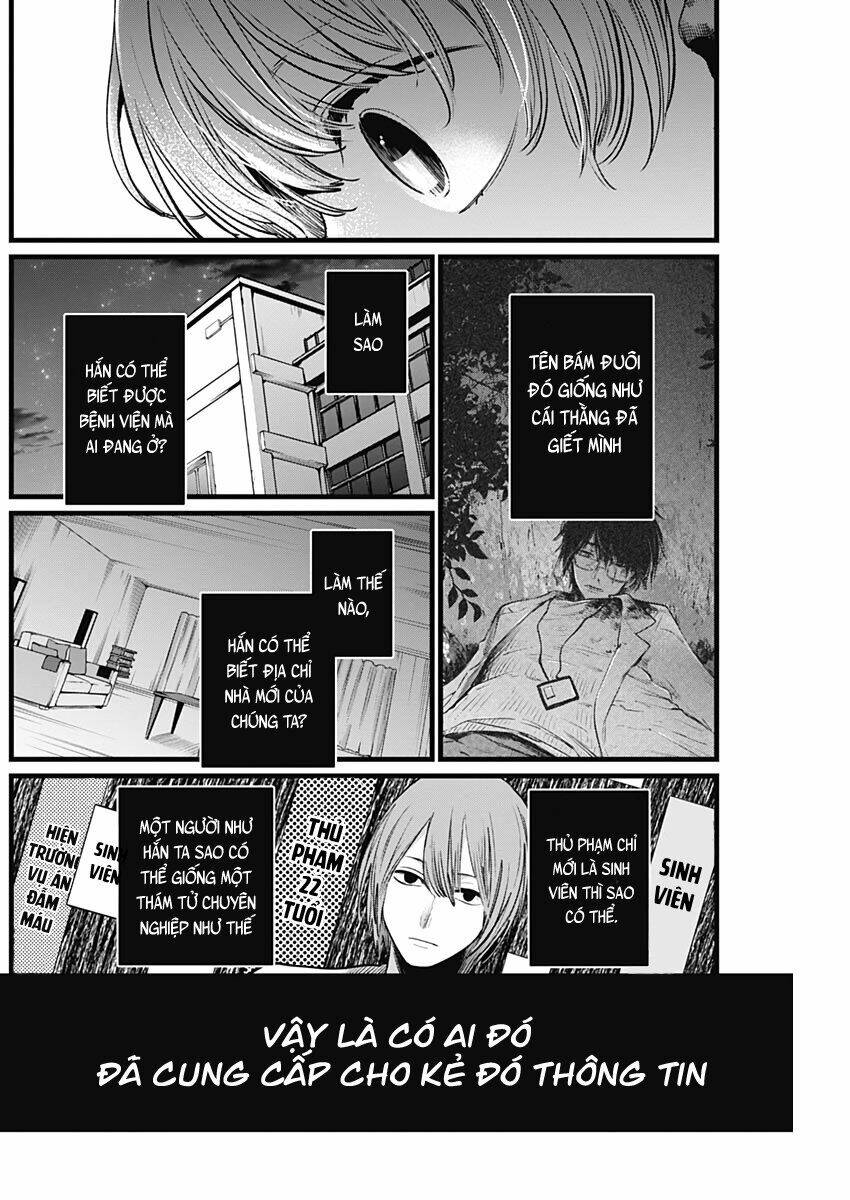 TÊN BÁM ĐUÔI
ĐÓ GIỐNG NHƯ
CÁI THẰNG ĐÃ
GIẾT MÌNH
LÀM
SAO
HẮN CÓ THỂ
BIẾT ĐƯỢC
BỆNH VIỆN MÀ
AI ĐANG Ở?
LÀM THẾ
NÀO,
HẮN CÓ THỂ
BIẾT ĐỊA CHỈ
NHÀ MỚI CỦA
CHÚNG TA?
SINH
VIÊN
THỦ PHẠM CHỈ
MỚI LÀ SINH
VIÊN THÌ SAO
CÓ THỂ.
THỦ
PHẠM
22
TUỔI
MỘT NGƯỜI NHƯ
HẮN TA SAO CÓ
THỂ GIỐNG MỘT
THÁM TỬ CHUYÊN
NGHIỆP NHƯ THẾ
SINH
VIÊN
HIỆN
TRƯỜNG
VỤ ÁN
ĐẪM
MÁU
VẬY LÀ CÓ AI ĐÓ
ĐÃ CUNG CẤP CHO KẺ ĐÓ THÔNG TIN